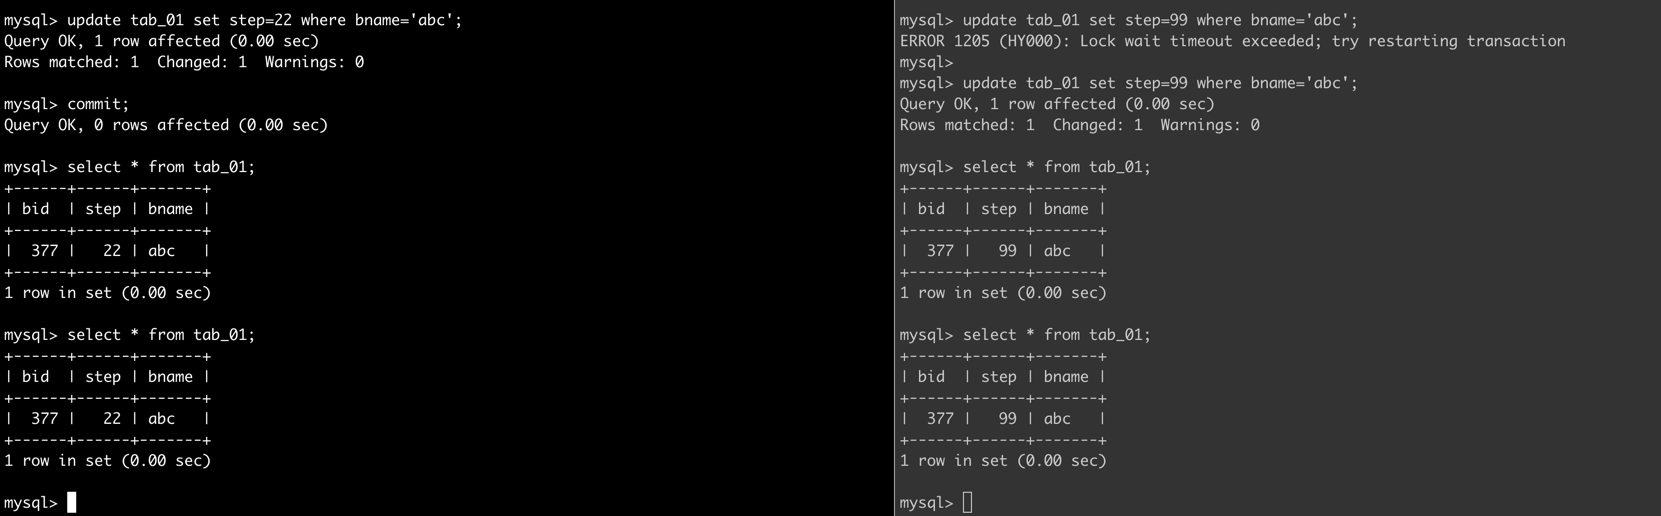 mysql> update tab_01 set step=22 where bname='abc';
Query OK, 1 row affected (0.00 sec)
Rows matched: 1  Changed: 1  Warnings: 0

mysql> commit;
Query OK, 0 rows affected (0.00 sec)

mysql> select * from tab_01;
+------+------+-------+
| bid  | step | bname |
+------+------+-------+
|  377 |   22 | abc   |
+------+------+-------+
1 row in set (0.00 sec)

mysql> select * from tab_01;
+------+------+-------+
| bid  | step | bname |
+------+------+-------+
|  377 |   22 | abc   |
+------+------+-------+
1 row in set (0.00 sec)

mysql>
mysql> update tab_01 set step=99 where bname='abc';
ERROR 1205 (HY000): Lock wait timeout exceeded; try restarting transaction
mysql>
mysql> update tab_01 set step=99 where bname='abc';
Query OK, 1 row affected (0.00 sec)
Rows matched: 1  Changed: 1  Warnings: 0

mysql> select * from tab_01;
+------+------+-------+
| bid  | step | bname |
+------+------+-------+
|  377 |   99 | abc   |
+------+------+-------+
1 row in set (0.00 sec)

mysql> select * from tab_01;
+------+------+-------+
| bid  | step | bname |
+------+------+-------+
|  377 |   99 | abc   |
+------+------+-------+
1 row in set (0.00 sec)

mysql>